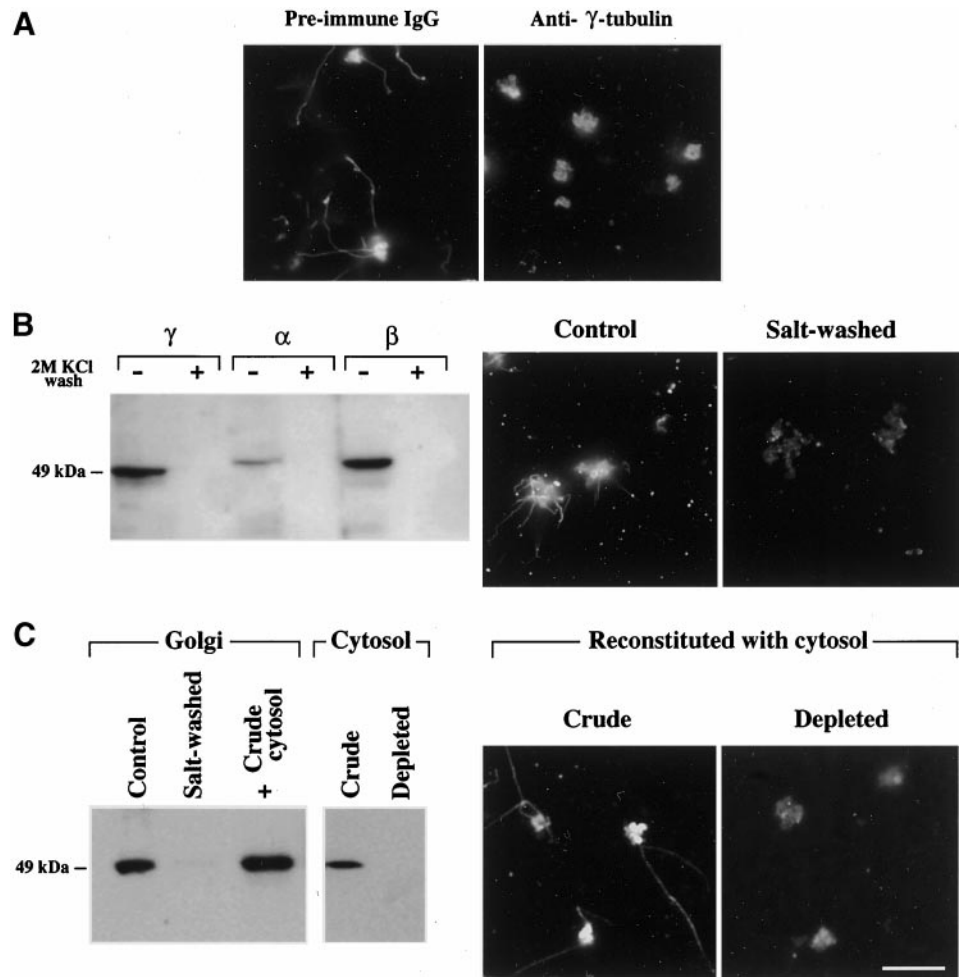 A
Pre-immune IgG
Anti- γ-tubulin
B
γ α β
2M KCl wash - + - + - +
49 kDa
Control
Salt-washed
C
Golgi
Cytosol
Control
Salt-washed
+ Crude cytosol
Crude
Depleted
49 kDa
Reconstituted with cytosol
Crude
Depleted